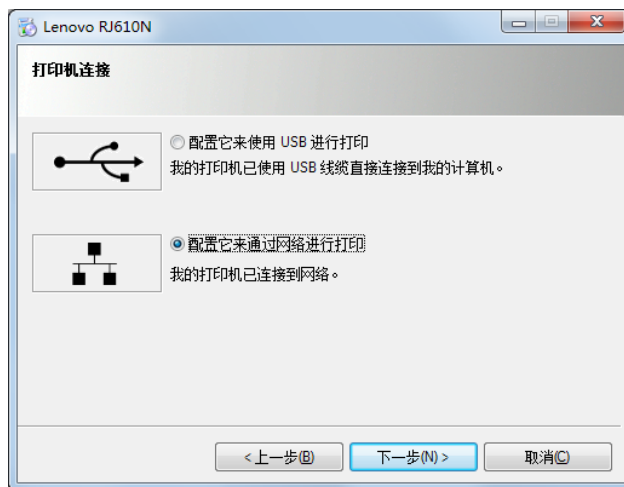 Lenovo RJ610N
打印机连接
配置它来使用 USB 进行打印
我的打印机已使用 USB 线缆直接连接到我的计算机。
配置它来通过网络进行打印
我的打印机已连接到网络。
<上一步(B)
下一步(N) >
取消(C)